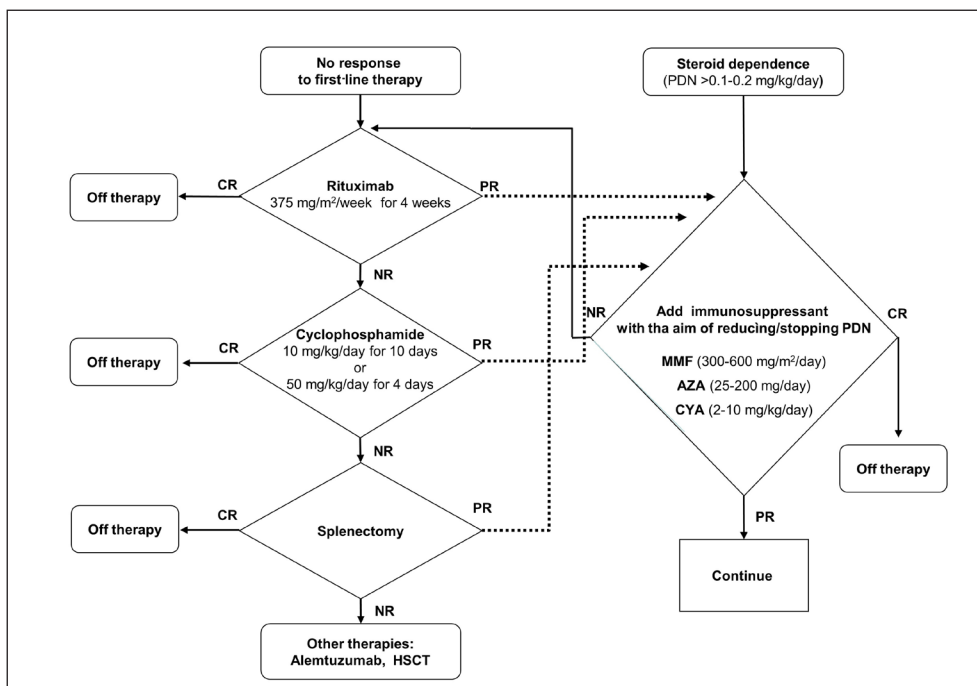 No response
to first-line therapy
Steroid dependence
(PDN >0.1-0.2 mg/kg/day)
Off therapy
CR
Rituximab
375 mg/m²/week for 4 weeks
PR
NR
Off therapy
CR
Cyclophosphamide
10 mg/kg/day for 10 days
or
50 mg/kg/day for 4 days
PR
NR
Off therapy
CR
Splenectomy
PR
NR
Other therapies:
Alemtuzumab, HSCT
NR
Add immunosuppressant
with tha aim of reducing/stopping PDN
MMF (300-600 mg/m²/day)
AZA (25-200 mg/day)
CYA (2-10 mg/kg/day)
CR
Off therapy
PR
Continue